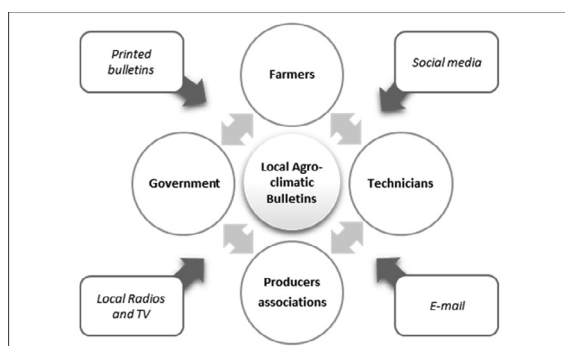 Printed
bulletins
Farmers
Social media
Government
Local Agro-
climatic
Bulletins
Technicians
Local Radios
and TV
Producers
associations
E-mail